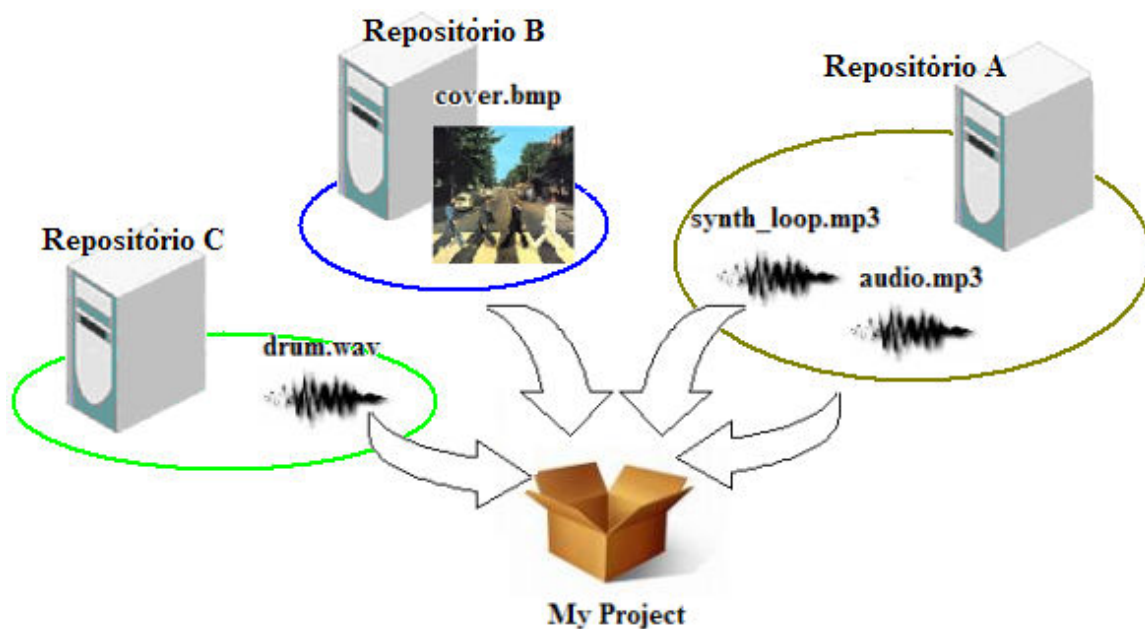 Repositório B
cover.bmp
Repositório A
synth_loop.mp3
audio.mp3
Repositório C
drum.wav
My Project